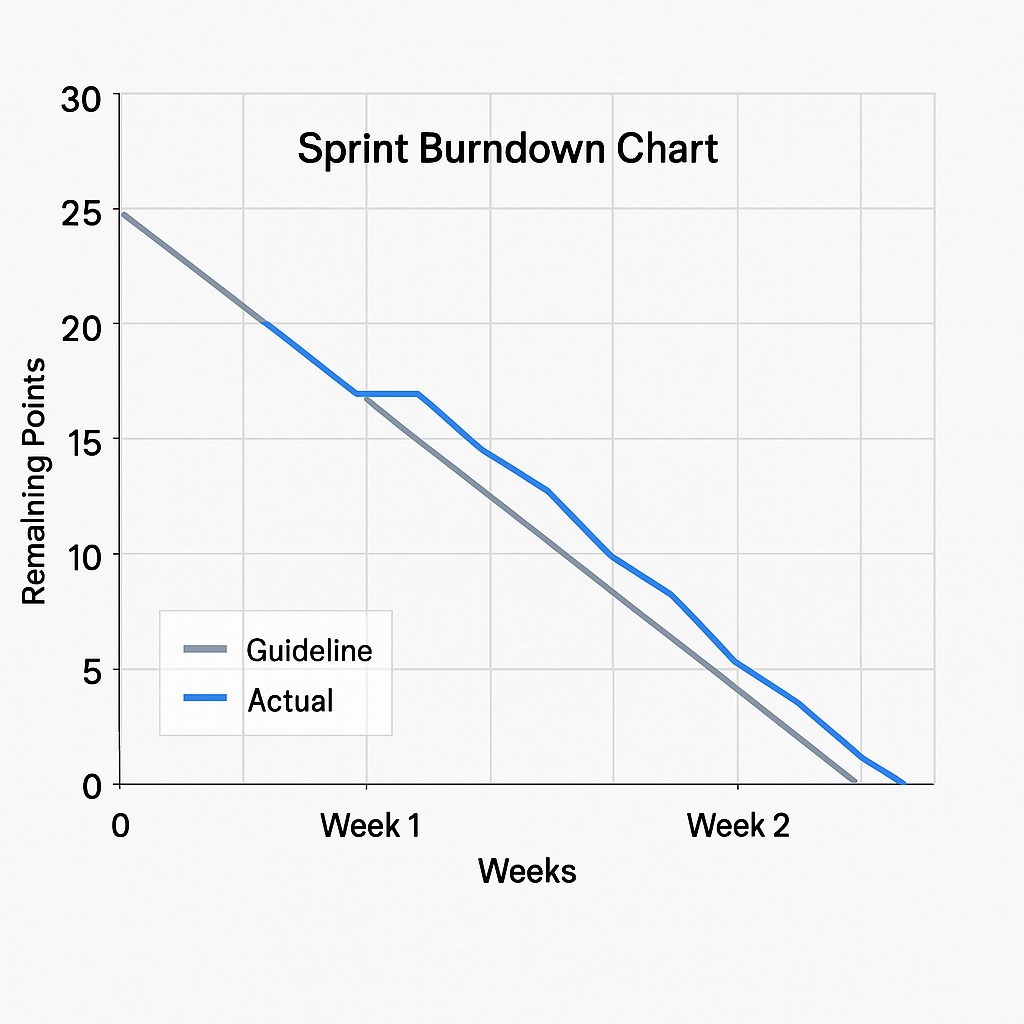 Sprint Burndown Chart
30
25
20
15
10
5
0
Remalning Points
Guideline
Actual
0
Week 1
Week 2
Weeks